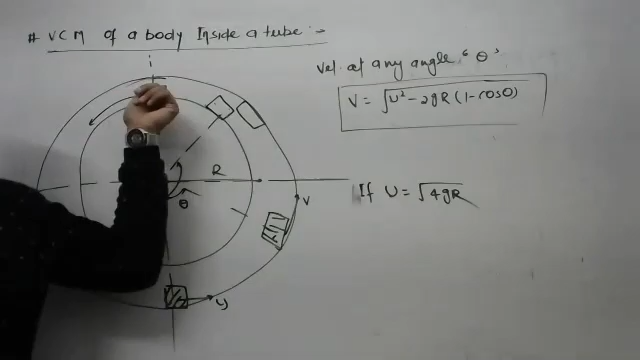 # VCM of a body Inside a tube :-
Vel. at any angle "θ"
V = √U² - 2gR (1 - cosθ)
If U = √4gR
R
θ
V
U